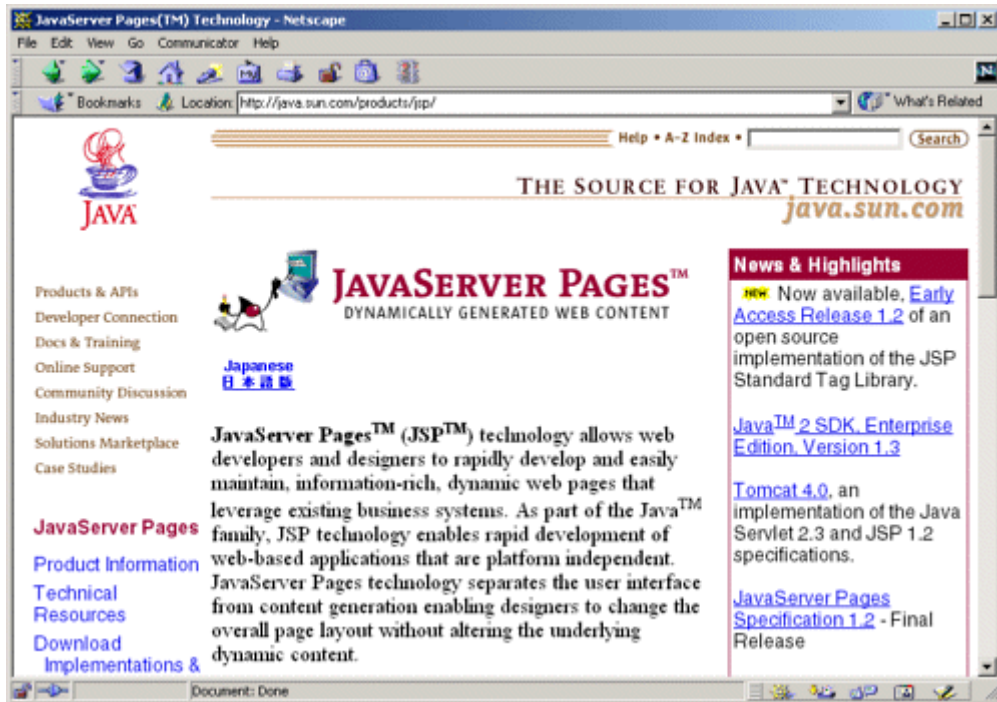 JavaServer Pages(TM) Technology - Netscape
File Edit View Go Communicator Help
Bookmarks Location: http://java.sun.com/products/jsp/ What's Related
Help • A-Z Index • Search
THE SOURCE FOR JAVA™ TECHNOLOGY
java.sun.com
JAVA
Products & APIs
Developer Connection
Docs & Training
Online Support
Community Discussion
Industry News
Solutions Marketplace
Case Studies
JavaServer Pages
Product Information
Technical
Resources
Download
Implementations &
JAVASERVER PAGES™
DYNAMICALLY GENERATED WEB CONTENT
Japanese
日本語版
JavaServer Pages™ (JSP™) technology allows web
developers and designers to rapidly develop and easily
maintain, information-rich, dynamic web pages that
leverage existing business systems. As part of the Java™
family, JSP technology enables rapid development of
web-based applications that are platform independent.
JavaServer Pages technology separates the user interface
from content generation enabling designers to change the
overall page layout without altering the underlying
dynamic content.
News & Highlights
NEW Now available, Early
Access Release 1.2 of an
open source
implementation of the JSP
Standard Tag Library.
Java™ 2 SDK, Enterprise
Edition, Version 1.3
Tomcat 4.0, an
implementation of the Java
Servlet 2.3 and JSP 1.2
specifications.
JavaServer Pages
Specification 1.2 - Final
Release
Document: Done